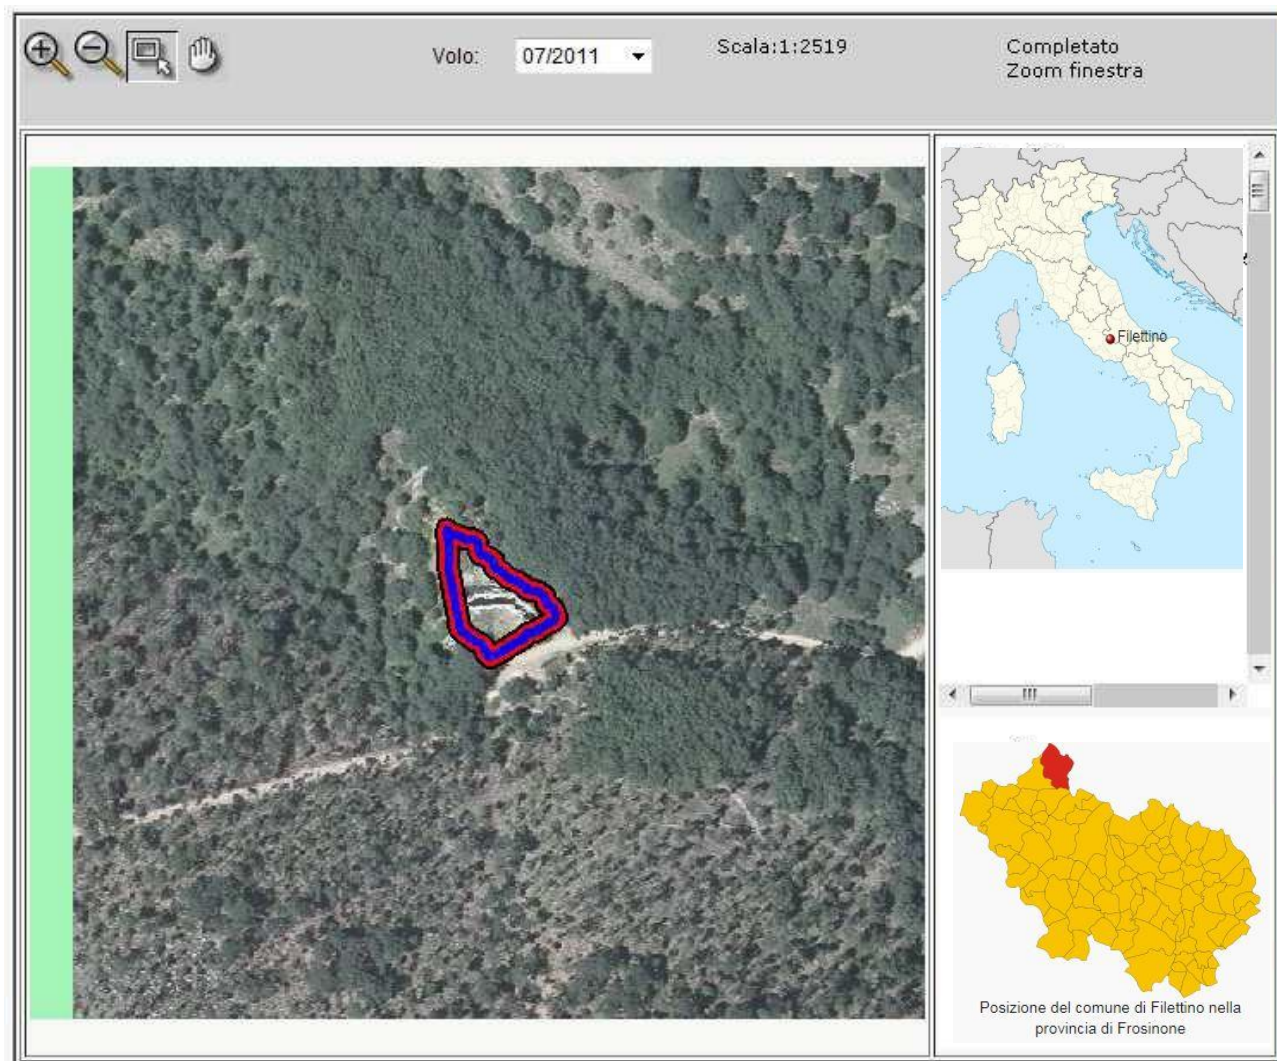 Volo:
07/2011
Scala:1:2519
Completato
Zoom finestra
Filettino
Posizione del comune di Filettino nella
provincia di Frosinone